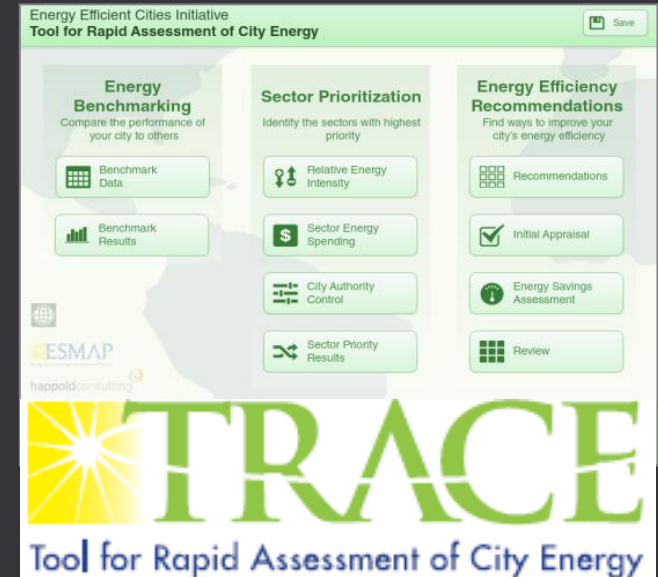 Energy Efficient Cities Initiative
Tool for Rapid Assessment of City Energy
Save
Energy
Benchmarking
Compare the performance of
your city to others
Benchmark
Data
Benchmark
Results
Sector Prioritization
Identify the sectors with highest
priority
Relative Energy
Intensity
$
Sector Energy
Spending
City Authority
Control
Sector Priority
Results
Energy Efficiency
Recommendations
Find ways to improve your
city's energy efficiency
Recommendations
Initial Appraisal
Energy Savings
Assessment
Review
ESMAP
happoldconsulting
TRACE
Tool for Rapid Assessment of City Energy